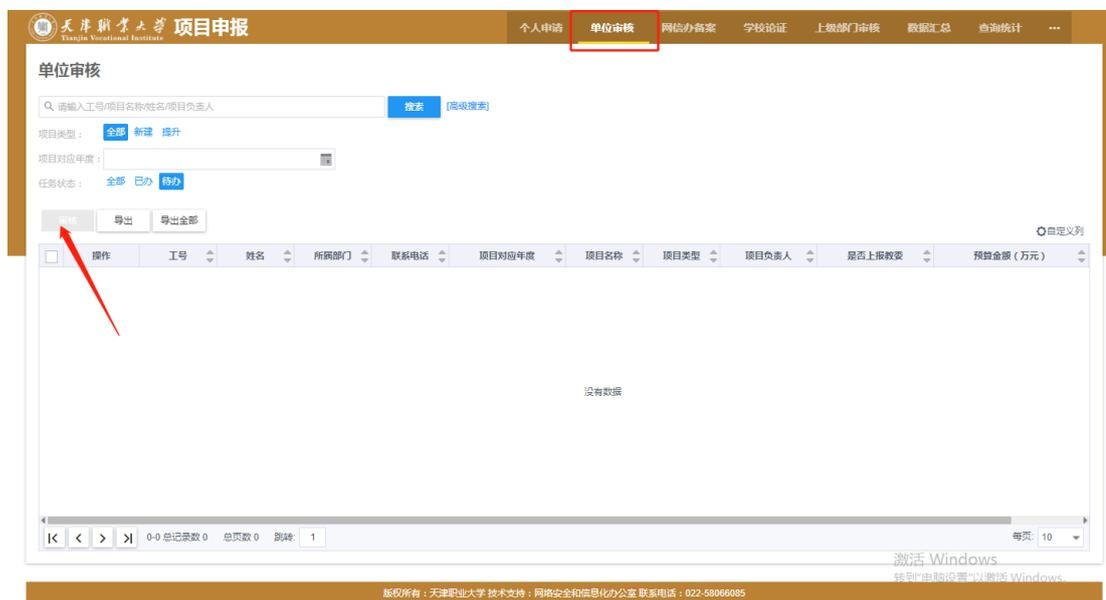 天津职业大学 项目申报 个人申请 单位审核 网信办备案 学校论证 上级部门审核 数据汇总 查询统计 ...
Tianjin Vocational Institute
单位审核
请输入工号/项目名称/姓名/项目负责人 搜索 [高级搜索]
项目类型： 全部 新建 提升
项目对应年度：
任务状态： 全部 已办 待办
审核 导出 导出全部
自定义列
操作 工号 姓名 所属部门 联系电话 项目对应年度 项目名称 项目类型 项目负责人 是否上报教委 预算金额（万元）
没有数据
0-0 总记录数 0 总页数 0 跳转: 1 每页: 10
激活 Windows
转到"电脑设置"以激活 Windows。
版权所有：天津职业大学 技术支持：网络安全和信息化办公室 联系电话：022-58066085